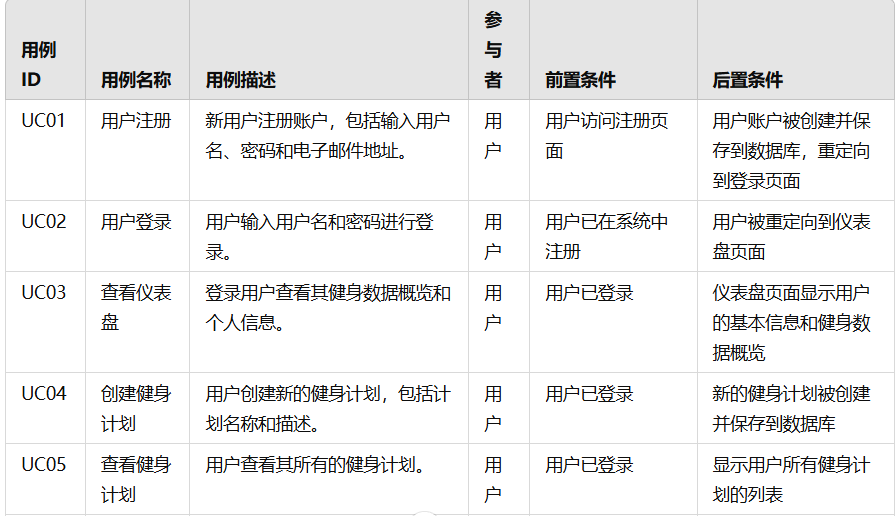 用例ID
用例名称
用例描述
参与者
前置条件
后置条件
UC01
用户注册
新用户注册账户，包括输入用户
名、密码和电子邮件地址。
用户
用户访问注册页
面
用户账户被创建并保
存到数据库，重定向
到登录页面
UC02
用户登录
用户输入用户名和密码进行登
录。
用户
用户已在系统中
注册
用户被重定向到仪表
盘页面
UC03
查看仪表
盘
登录用户查看其健身数据概览和
个人信息。
用户
用户已登录
仪表盘页面显示用户
的基本信息和健身数
据概览
UC04
创建健身
计划
用户创建新的健身计划，包括计
划名称和描述。
用户
用户已登录
新的健身计划被创建
并保存到数据库
UC05
查看健身
计划
用户查看其所有的健身计划。
用户
用户已登录
显示用户所有健身计
划的列表